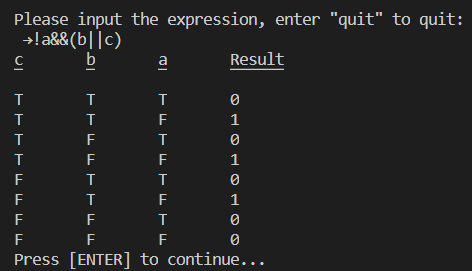 Please input the expression, enter "quit" to quit:
→!a&&(b||c)
c b a Result
T T T 0
T T F 1
T F T 0
T F F 1
F T T 0
F T F 1
F F T 0
F F F 0
Press [ENTER] to continue...